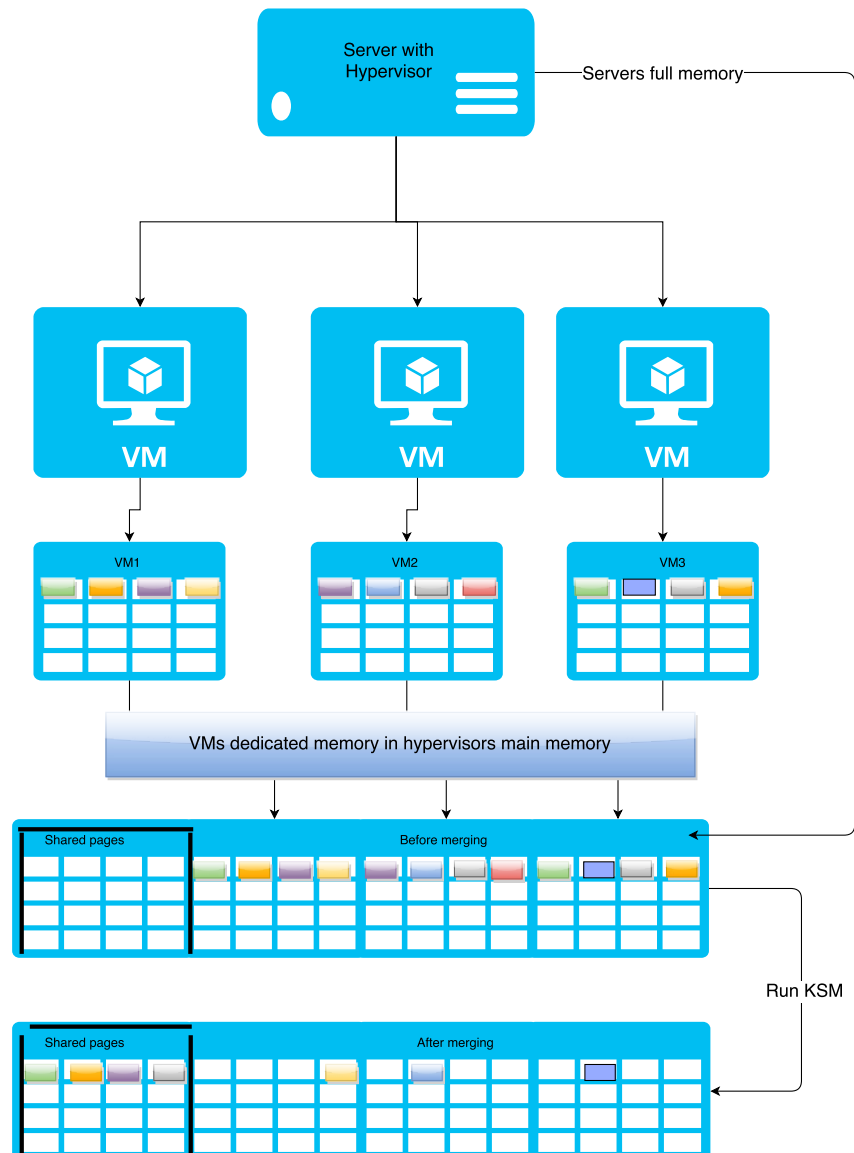 Server with
Hypervisor
Servers full memory
VM
VM
VM
VM1
VM2
VM3
VMs dedicated memory in hypervisors main memory
Shared pages
Before merging
Run KSM
Shared pages
After merging